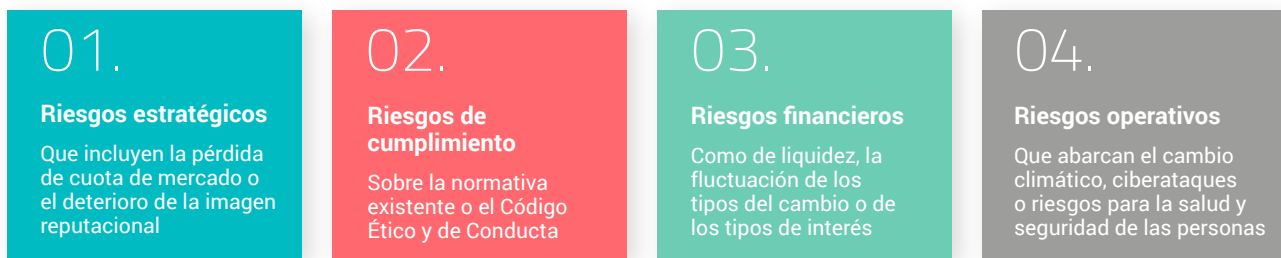 01.
Riesgos estratégicos
Que incluyen la pérdida
de cuota de mercado o
el deterioro de la imagen
reputacional
02.
Riesgos de
cumplimiento
Sobre la normativa
existente o el Código
Ético y de Conducta
03.
Riesgos financieros
Como de liquidez, la
fluctuación de los
tipos del cambio o de
los tipos de interés
04.
Riesgos operativos
Que abarcan el cambio
climático, ciberataques
o riesgos para la salud y
seguridad de las personas